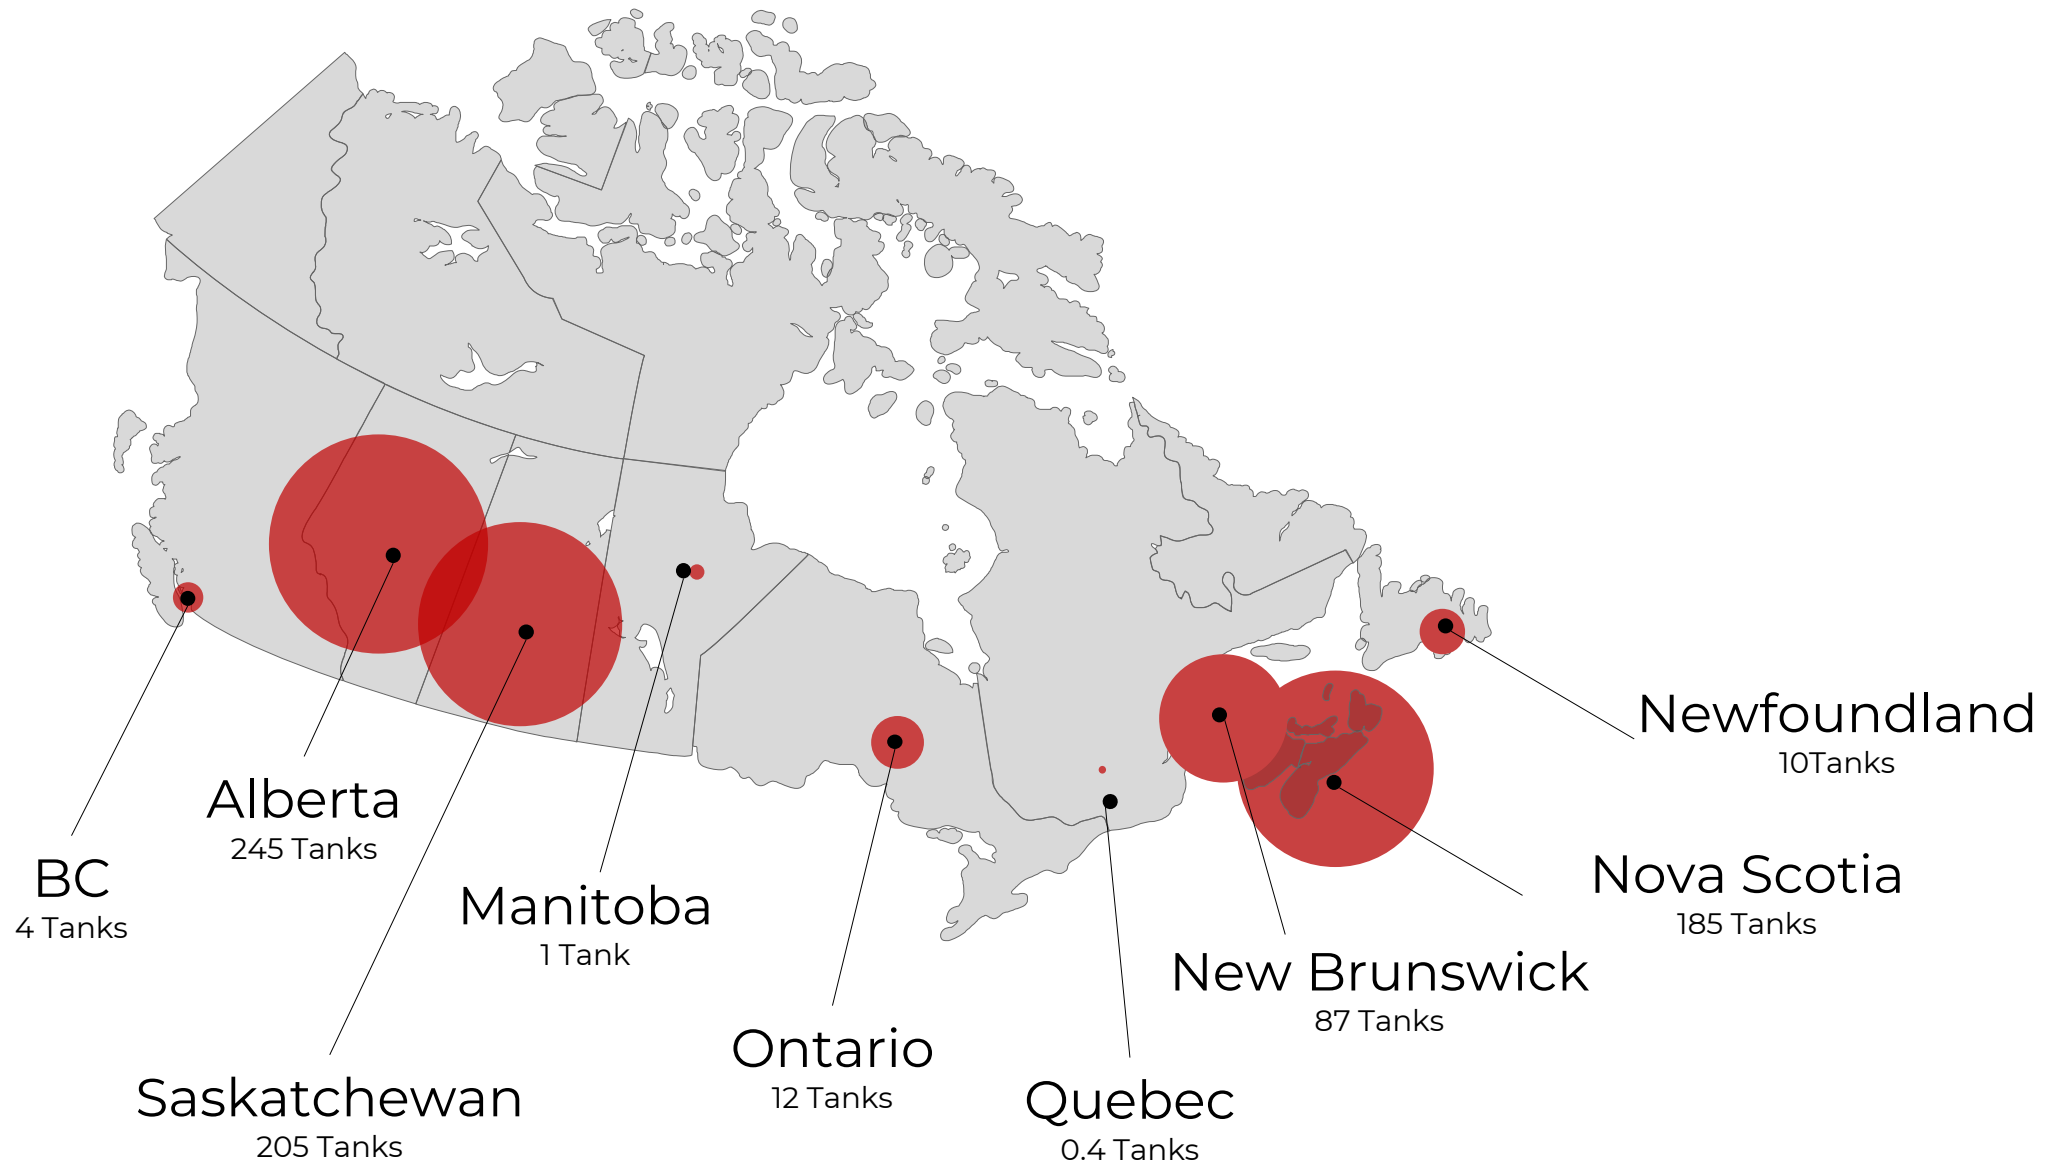 BC
4 Tanks
Alberta
245 Tanks
Saskatchewan
205 Tanks
Manitoba
1 Tank
Ontario
12 Tanks
Quebec
0.4 Tanks
New Brunswick
87 Tanks
Nova Scotia
185 Tanks
Newfoundland
10Tanks